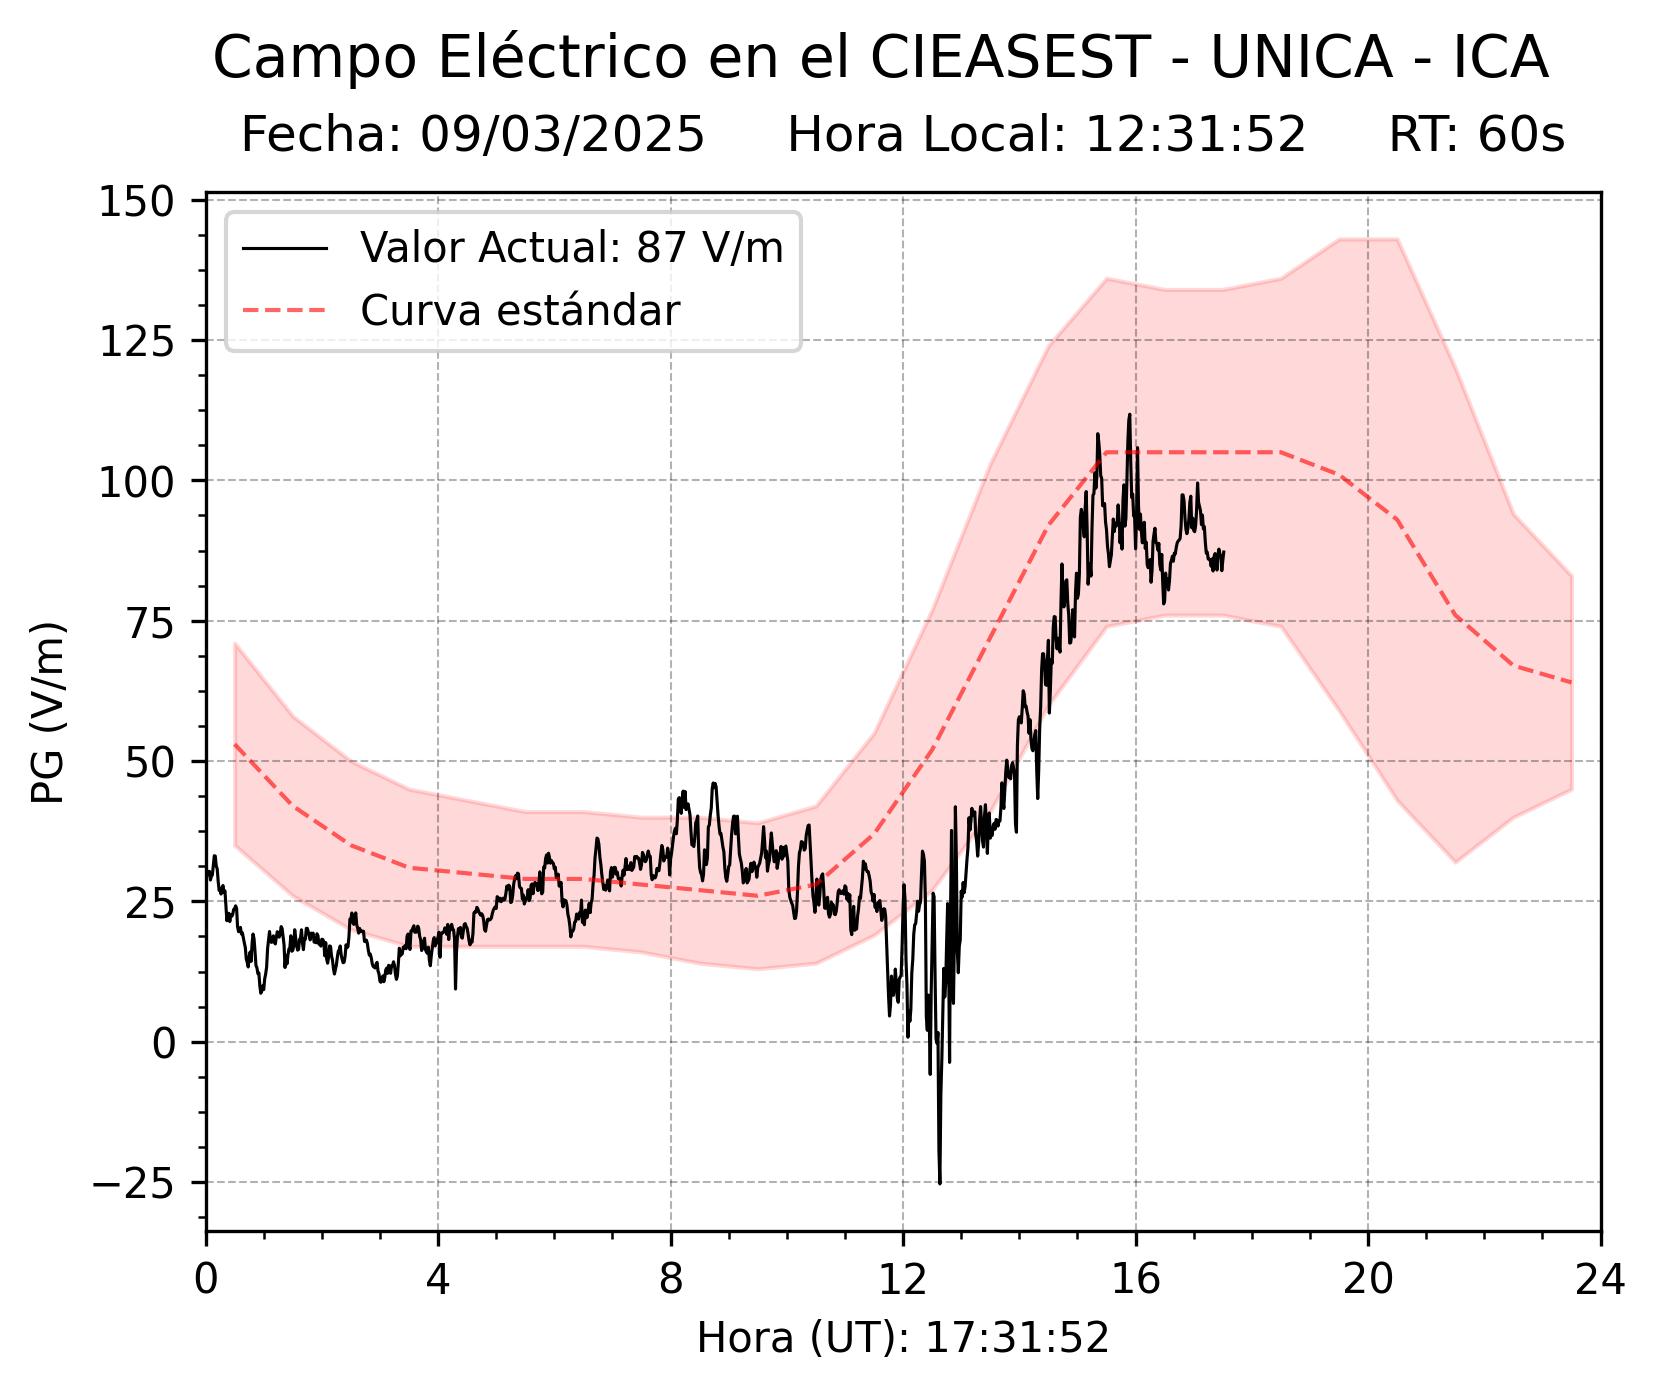 Campo Eléctrico en el CIEASEST - UNICA - ICA
Fecha: 09/03/2025 Hora Local: 12:31:52 RT: 60s
Valor Actual: 87 V/m
Curva estándar
150
125
100
75
50
25
0
−25
PG (V/m)
0 4 8 12 16 20 24
Hora (UT): 17:31:52